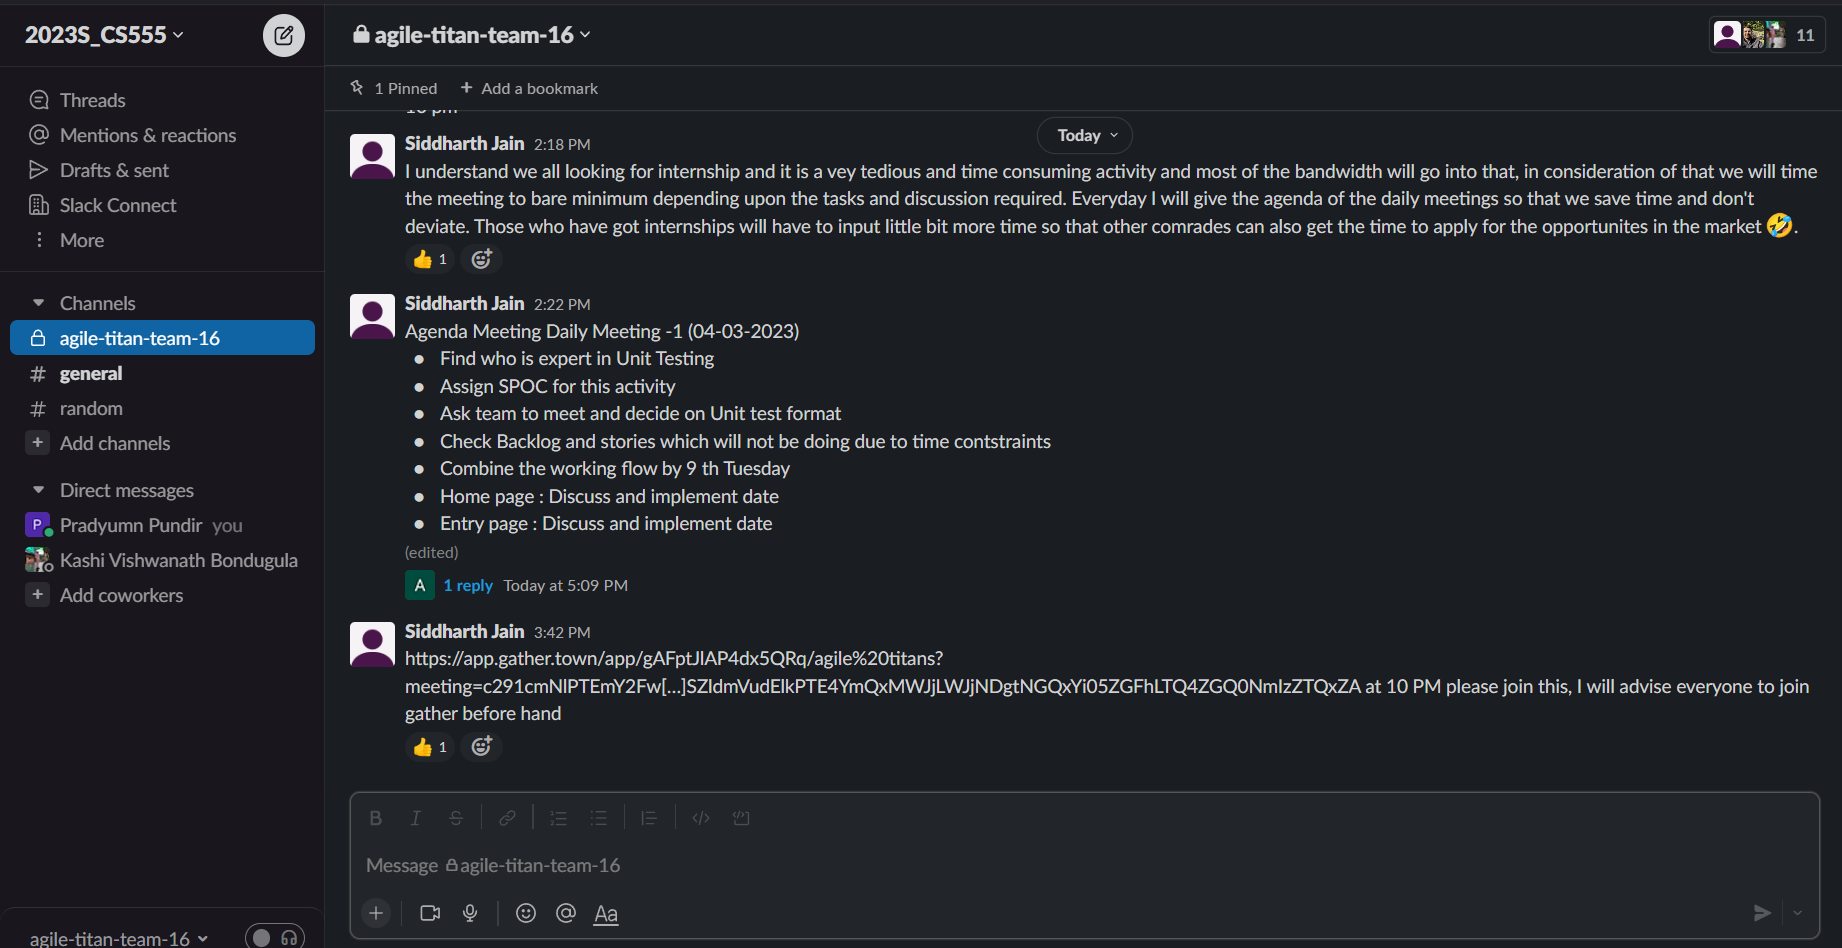 2023S_CS555
Threads
Mentions & reactions
Drafts & sent
Slack Connect
More
Channels
agile-titan-team-16
general
random
Add channels
Direct messages
P Pradyumn Pundir you
Kashi Vishwanath Bondugula
Add coworkers
agile-titan-team-16
agile-titan-team-16
11
1 Pinned + Add a bookmark
Today
Siddharth Jain 2:18 PM
I understand we all looking for internship and it is a vey tedious and time consuming activity and most of the bandwidth will go into that, in consideration of that we will time
the meeting to bare minimum depending upon the tasks and discussion required. Everyday I will give the agenda of the daily meetings so that we save time and don't
deviate. Those who have got internships will have to input little bit more time so that other comrades can also get the time to apply for the opportunites in the market 🤣.
👍 1
Siddharth Jain 2:22 PM
Agenda Meeting Daily Meeting -1 (04-03-2023)
● Find who is expert in Unit Testing
● Assign SPOC for this activity
● Ask team to meet and decide on Unit test format
● Check Backlog and stories which will not be doing due to time contstraints
● Combine the working flow by 9 th Tuesday
● Home page : Discuss and implement date
● Entry page : Discuss and implement date
(edited)
A 1 reply Today at 5:09 PM
Siddharth Jain 3:42 PM
https://app.gather.town/app/gAFptJlAP4dx5QRq/agile%20titans?
meeting=c291cmNlPTEmY2Fw[…]SZldmVudElkPTE4YmQxMWJjLWJjNDgtNGQxYi05ZGFhLTQ4ZGQ0NmIzZTQxZA at 10 PM please join this, I will advise everyone to join
gather before hand
👍 1
Message agile-titan-team-16
Aa